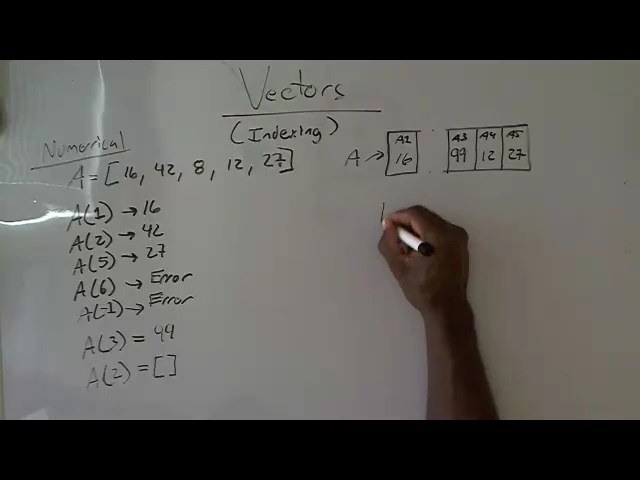 Vectors
(Indexing)
Numerical
A = [16, 42, 8, 12, 27]
A(1) → 16
A(2) → 42
A(5) → 27
A(6) → Error
A(-1) → Error
A(3) = 99
A(2) = []
A1 A3 A4 A5
A → 16 99 12 27